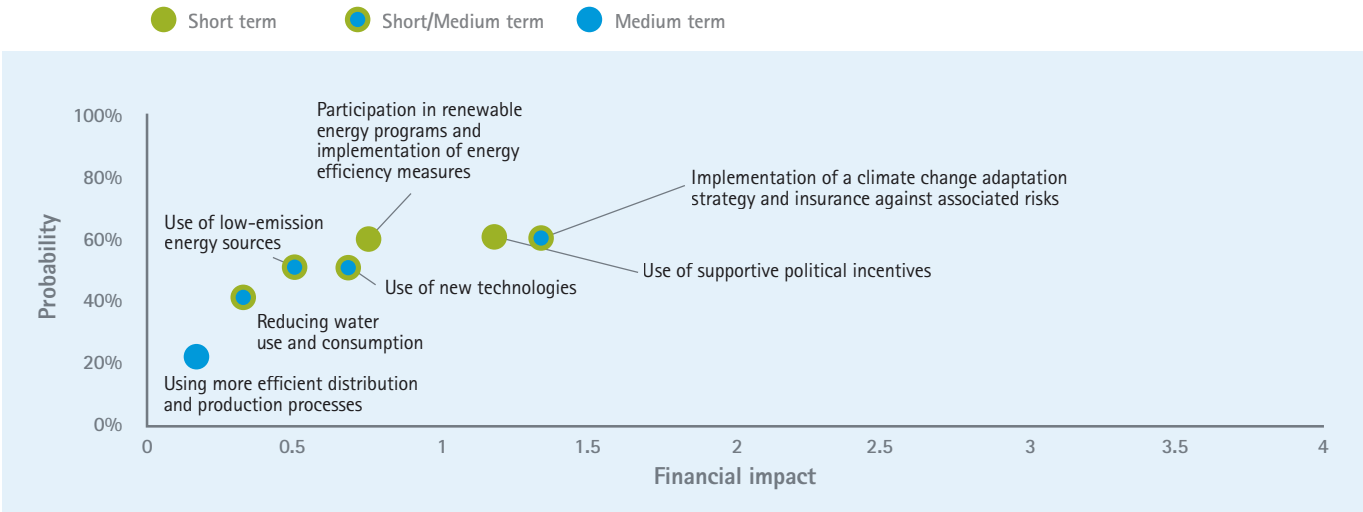 Short term
Short/Medium term
Medium term
Probability
100%
80%
60%
40%
20%
0%
Participation in renewable
energy programs and
implementation of energy
efficiency measures
Implementation of a climate change adaptation
strategy and insurance against associated risks
Use of low-emission
energy sources
Use of supportive political incentives
Use of new technologies
Reducing water
use and consumption
Using more efficient distribution
and production processes
0
0.5
1
1.5
2
2.5
3
3.5
4
Financial impact